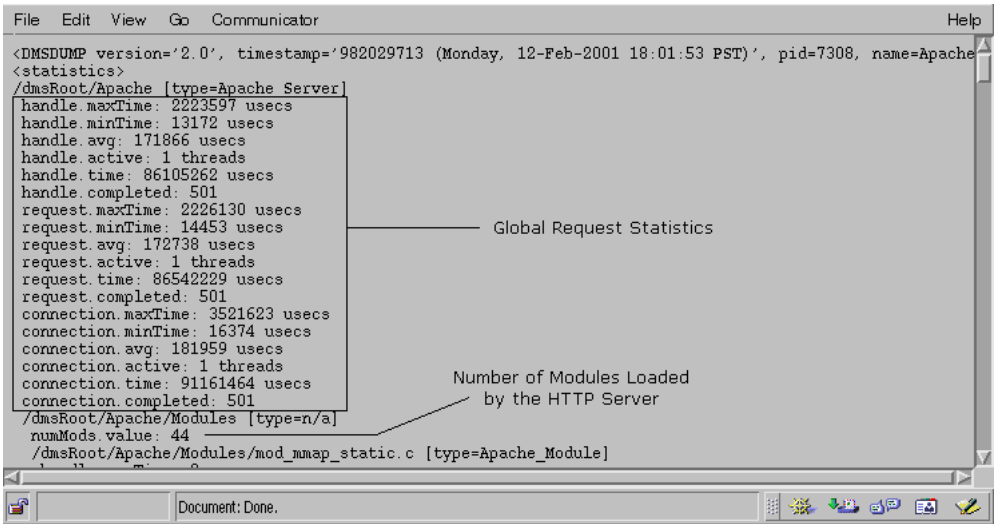 File Edit View Go Communicator Help
<DMSDUMP version='2.0', timestamp='982029713 (Monday, 12-Feb-2001 18:01:53 PST)', pid=7308, name=Apache
<statistics>
/dmsRoot/Apache [type=Apache Server]
handle.maxTime: 2223597 usecs
handle.minTime: 13172 usecs
handle.avg: 171866 usecs
handle.active: 1 threads
handle.time: 86105262 usecs
handle.completed: 501
request.maxTime: 2226130 usecs
request.minTime: 14453 usecs
request.avg: 172738 usecs
request.active: 1 threads
request.time: 86542229 usecs
request.completed: 501
connection.maxTime: 3521623 usecs
connection.minTime: 16374 usecs
connection.avg: 181959 usecs
connection.active: 1 threads
connection.time: 91161464 usecs
connection.completed: 501
Global Request Statistics
/dmsRoot/Apache/Modules [type=n/a]
numMods.value: 44
Number of Modules Loaded
by the HTTP Server
/dmsRoot/Apache/Modules/mod_mmap_static.c [type=Apache_Module]
Document: Done.